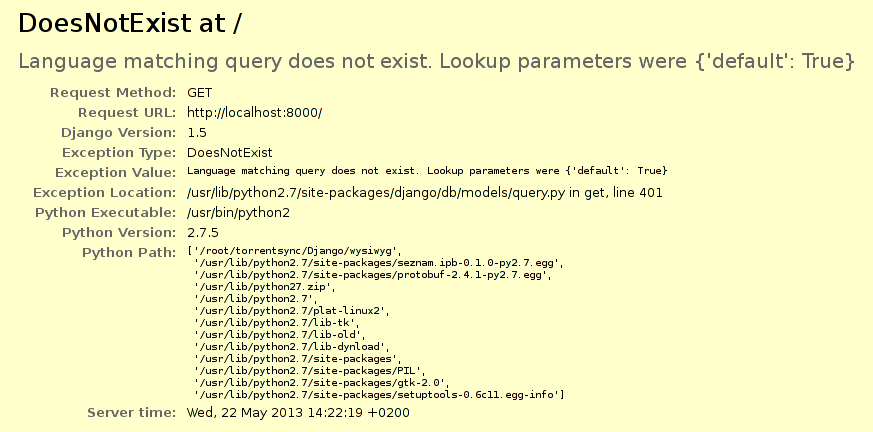 DoesNotExist at /
Language matching query does not exist. Lookup parameters were {'default': True}
Request Method: GET
Request URL: http://localhost:8000/
Django Version: 1.5
Exception Type: DoesNotExist
Exception Value: Language matching query does not exist. Lookup parameters were {'default': True}
Exception Location: /usr/lib/python2.7/site-packages/django/db/models/query.py in get, line 401
Python Executable: /usr/bin/python2
Python Version: 2.7.5
Python Path: ['/root/torrentsync/Django/wysiwyg',
'/usr/lib/python2.7/site-packages/seznam.ipb-0.1.0-py2.7.egg',
'/usr/lib/python2.7/site-packages/protobuf-2.4.1-py2.7.egg',
'/usr/lib/python27.zip',
'/usr/lib/python2.7',
'/usr/lib/python2.7/plat-linux2',
'/usr/lib/python2.7/lib-tk',
'/usr/lib/python2.7/lib-old',
'/usr/lib/python2.7/lib-dynload',
'/usr/lib/python2.7/site-packages',
'/usr/lib/python2.7/site-packages/PIL',
'/usr/lib/python2.7/site-packages/gtk-2.0',
'/usr/lib/python2.7/site-packages/setuptools-0.6c11.egg-info']
Server time: Wed, 22 May 2013 14:22:19 +0200